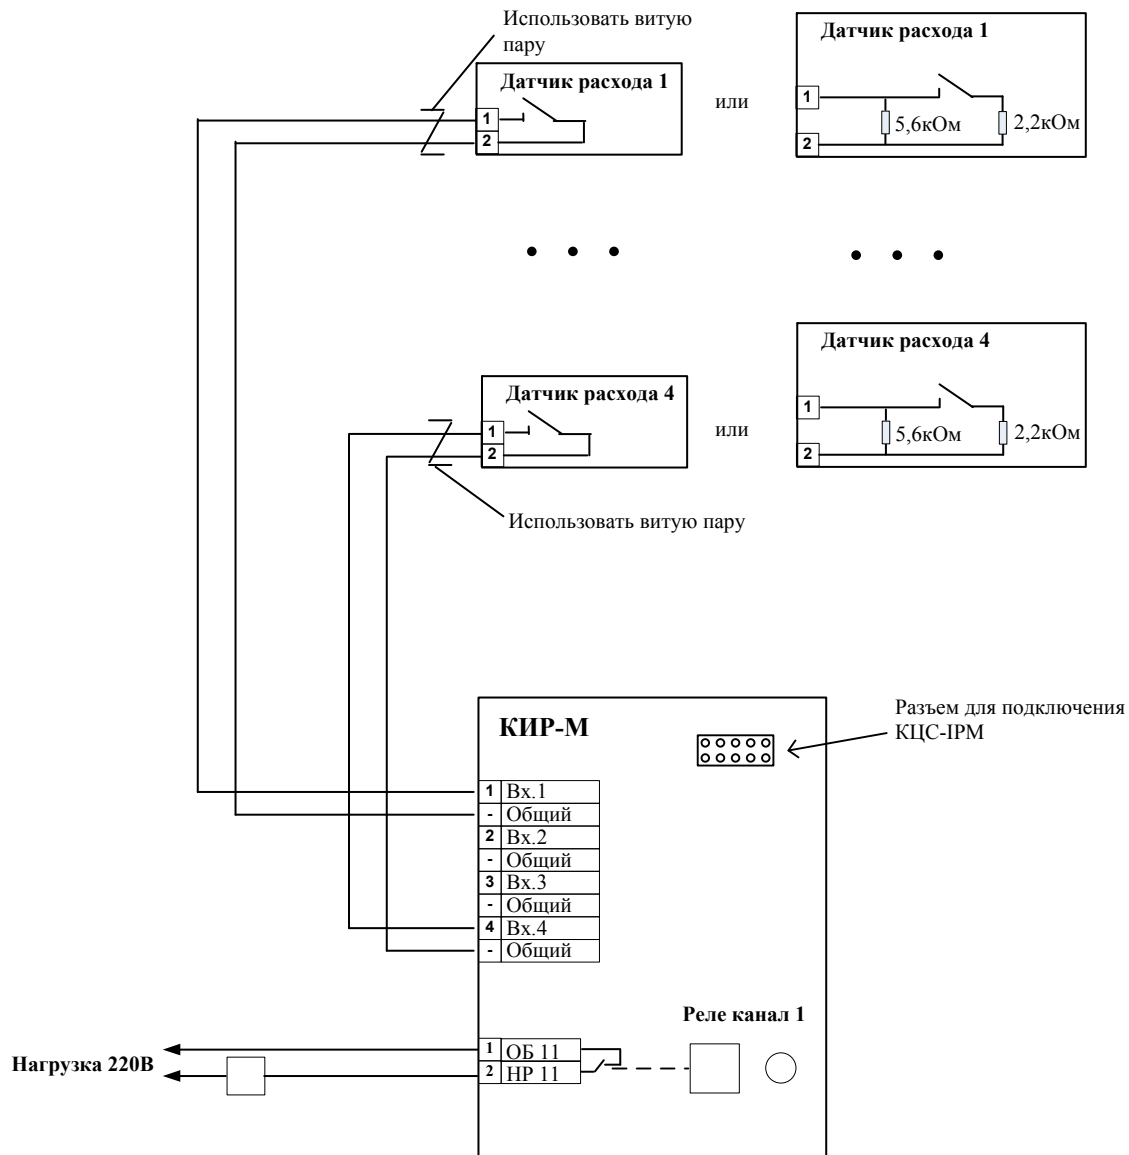 Использовать витую
пару
Датчик расхода 1
1
2
или
Датчик расхода 1
1
2
5,6кОм
2,2кОм
Датчик расхода 4
1
2
или
Датчик расхода 4
1
2
5,6кОм
2,2кОм
Использовать витую пару
КИР-М
Разъем для подключения
КЦС-IPM
1 Вх.1
- Общий
2 Вх.2
- Общий
3 Вх.3
- Общий
4 Вх.4
- Общий
Реле канал 1
Нагрузка 220В
1 ОБ 11
2 НР 11